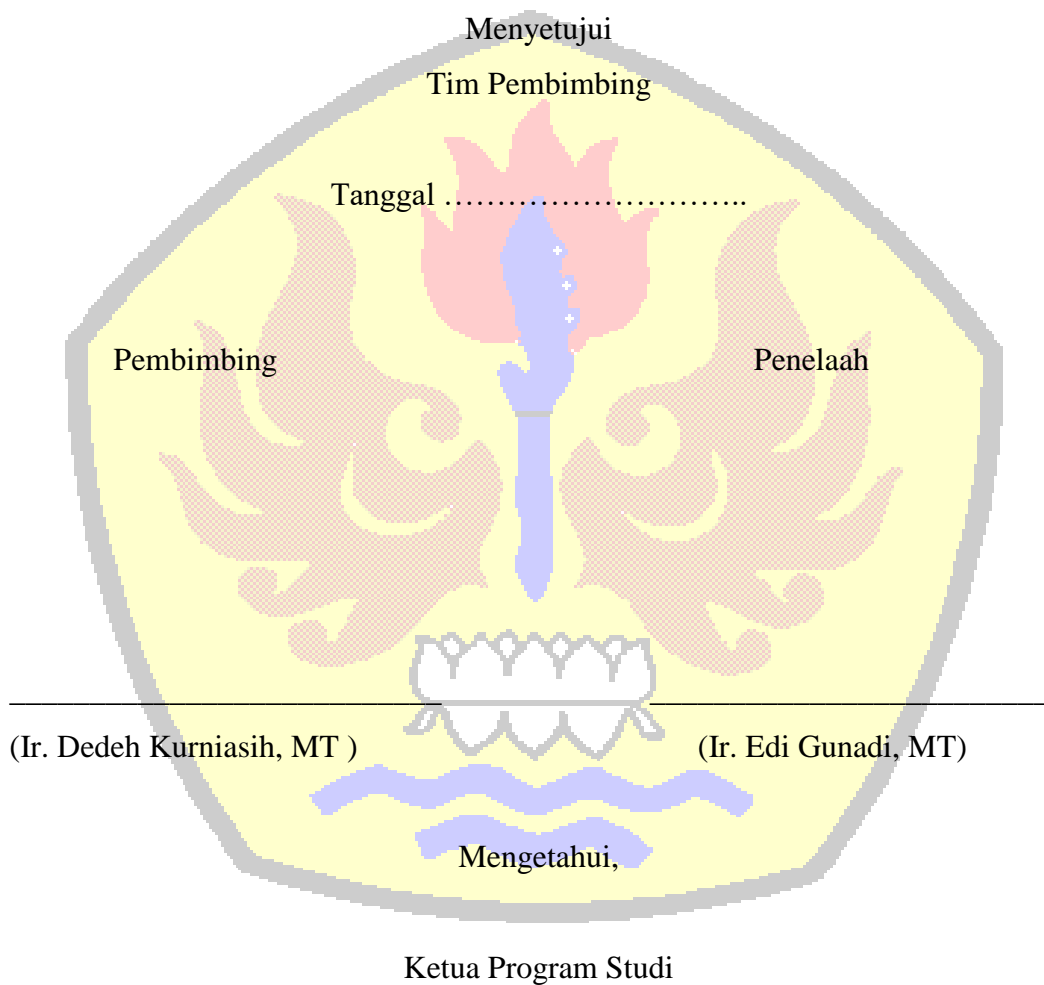 Menyetujui
Tim Pembimbing
Tanggal ………………………..
Pembimbing Penelaah
(Ir. Dedeh Kurniasih, MT ) (Ir. Edi Gunadi, MT)
Mengetahui,
Ketua Program Studi